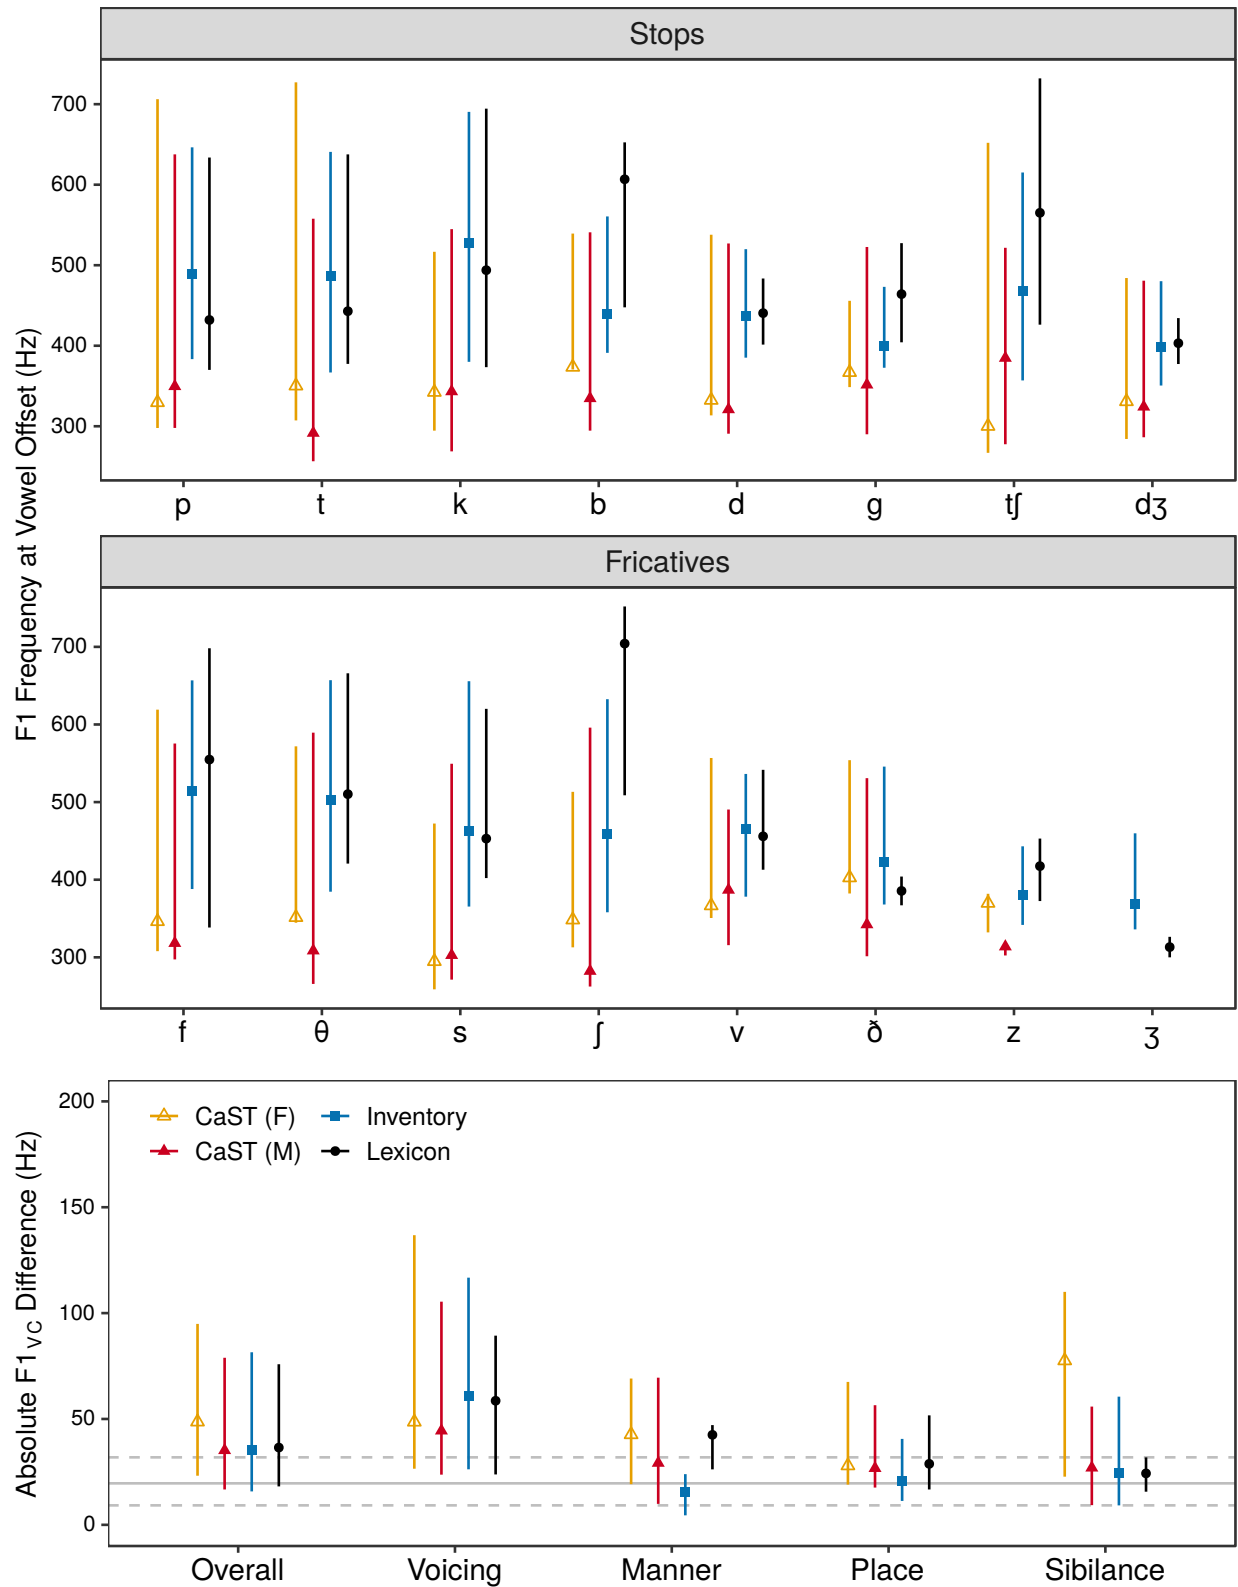 Stops
F1 Frequency at Vowel Offset (Hz)
700
600
500
400
300
p t k b d g tʃ dʒ
Fricatives
700
600
500
400
300
f θ s ʃ v ð z ʒ
Absolute F1VC Difference (Hz)
200
150
100
50
0
CaST (F) Inventory
CaST (M) Lexicon
Overall Voicing Manner Place Sibilance